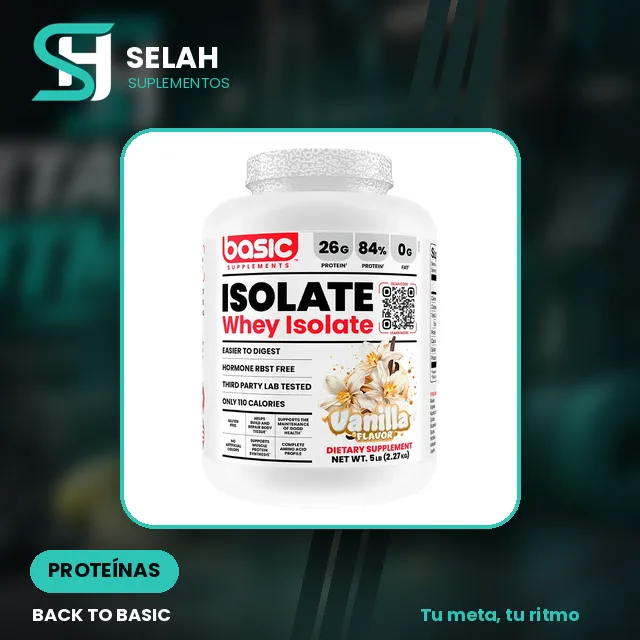 SELAH
SUPLEMENTOS
basic
SUPPLEMENTS
26G
PROTEIN
84%
PROTEIN
0G
FAT
ISOLATE
Whey Isolate
EASIER TO DIGEST
HORMONE RBST FREE
THIRD PARTY LAB TESTED
ONLY 110 CALORIES
GLUTEN
FREE
HELPS
BUILD AND
REPAIR BODY
TISSUE
SUPPORTS THE
MAINTENANCE
OF GOOD
HEALTH
NO
ARTIFICIAL
COLORS
SUPPORTS
MUSCLE
PROTEIN
SYNTHESIS
COMPLETE
AMINO ACID
PROFILE
Vanilla
FLAVOR
DIETARY SUPPLEMENT
NET WT. 5 LB (2.27 KG)
PROTEÍNAS
BACK TO BASIC
Tu meta, tu ritmo